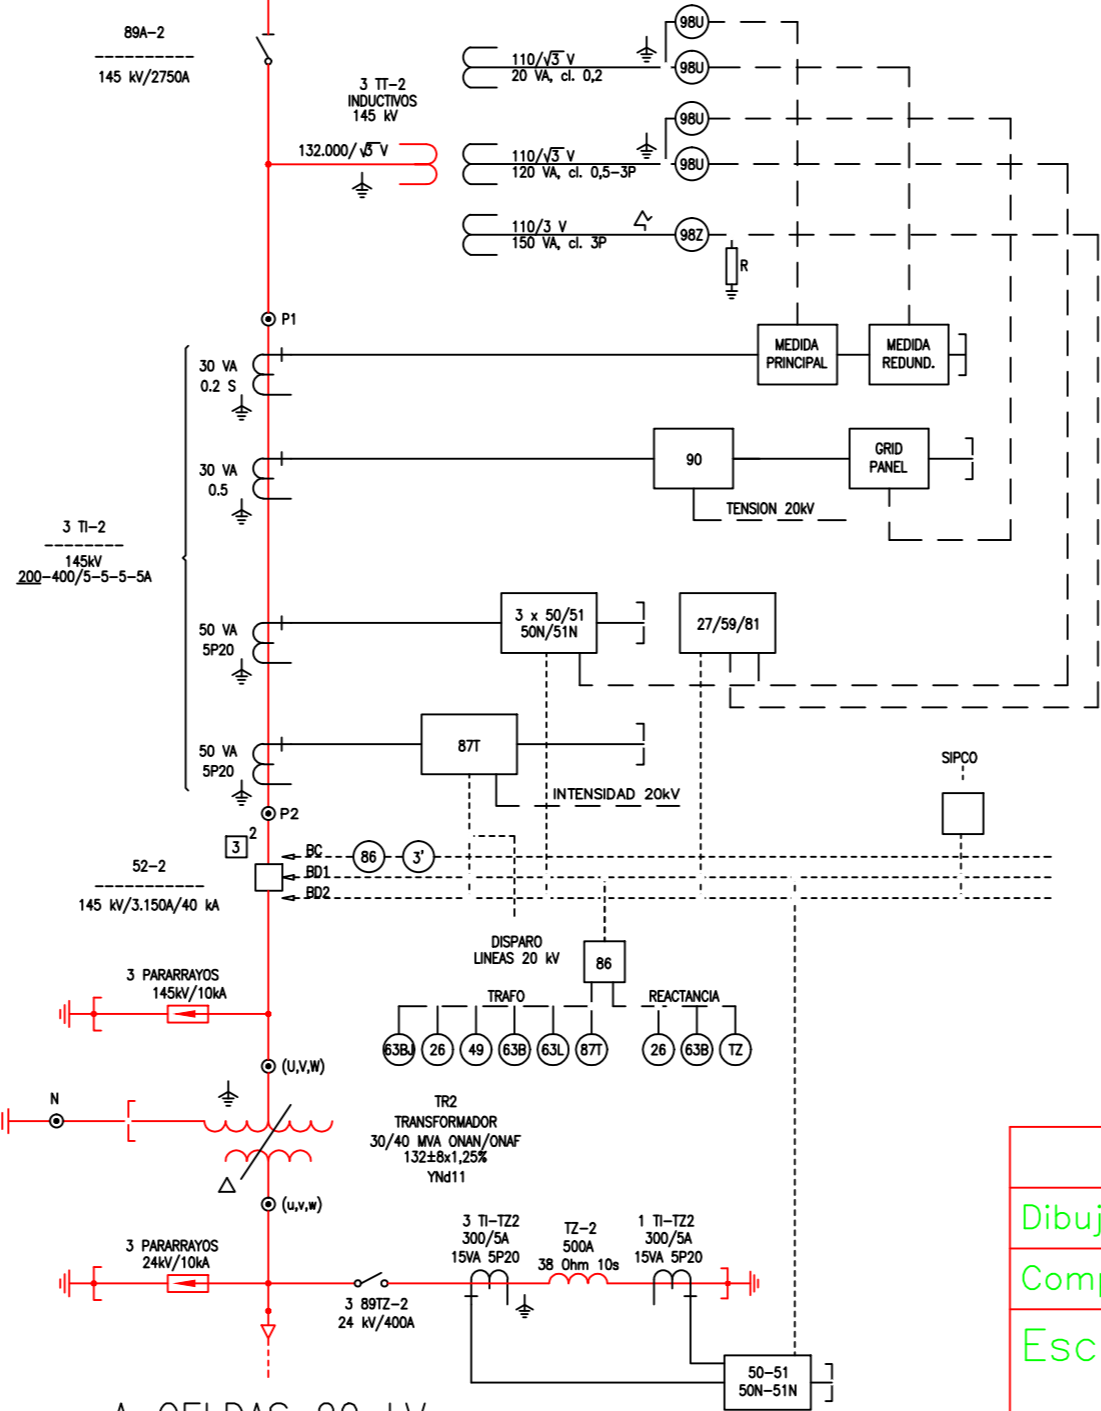 89A-2
145 kV/2750A
3 TT-2
INDUCTIVOS
145 kV
132.000/√3 V
110/√3 V
20 VA, cl. 0,2
98U
98U
110/√3 V
120 VA, cl. 0,5-3P
98U
98U
110/3 V
150 VA, cl. 3P
98Z
R
P1
30 VA
0.2 S
MEDIDA
PRINCIPAL
MEDIDA
REDUND.
30 VA
0.5
90
GRID
PANEL
TENSION 20kV
3 TI-2
145kV
200-400/5-5-5-5A
50 VA
5P20
3 x 50/51
50N/51N
27/59/81
50 VA
5P20
87T
INTENSIDAD 20kV
SIPCO
P2
3
2
52-2
145 kV/3.150A/40 kA
BC
86
3'
BD1
BD2
DISPARO
LINEAS 20 kV
86
3 PARARRAYOS
145kV/10kA
TRAFO
REACTANCIA
63BJ
26
49
63B
63L
87T
26
63B
TZ
(U,V,W)
N
TR2
TRANSFORMADOR
30/40 MVA ONAN/ONAF
132±8x1,25%
YNd11
(u,v,w)
3 PARARRAYOS
24kV/10kA
3 89TZ-2
24 kV/400A
3 TI-TZ2
300/5A
15VA 5P20
TZ-2
500A
38 Ohm 10s
1 TI-TZ2
300/5A
15VA 5P20
50-51
50N-51N
Dibuj
Comp
Esc
A CELDAS 20 kV